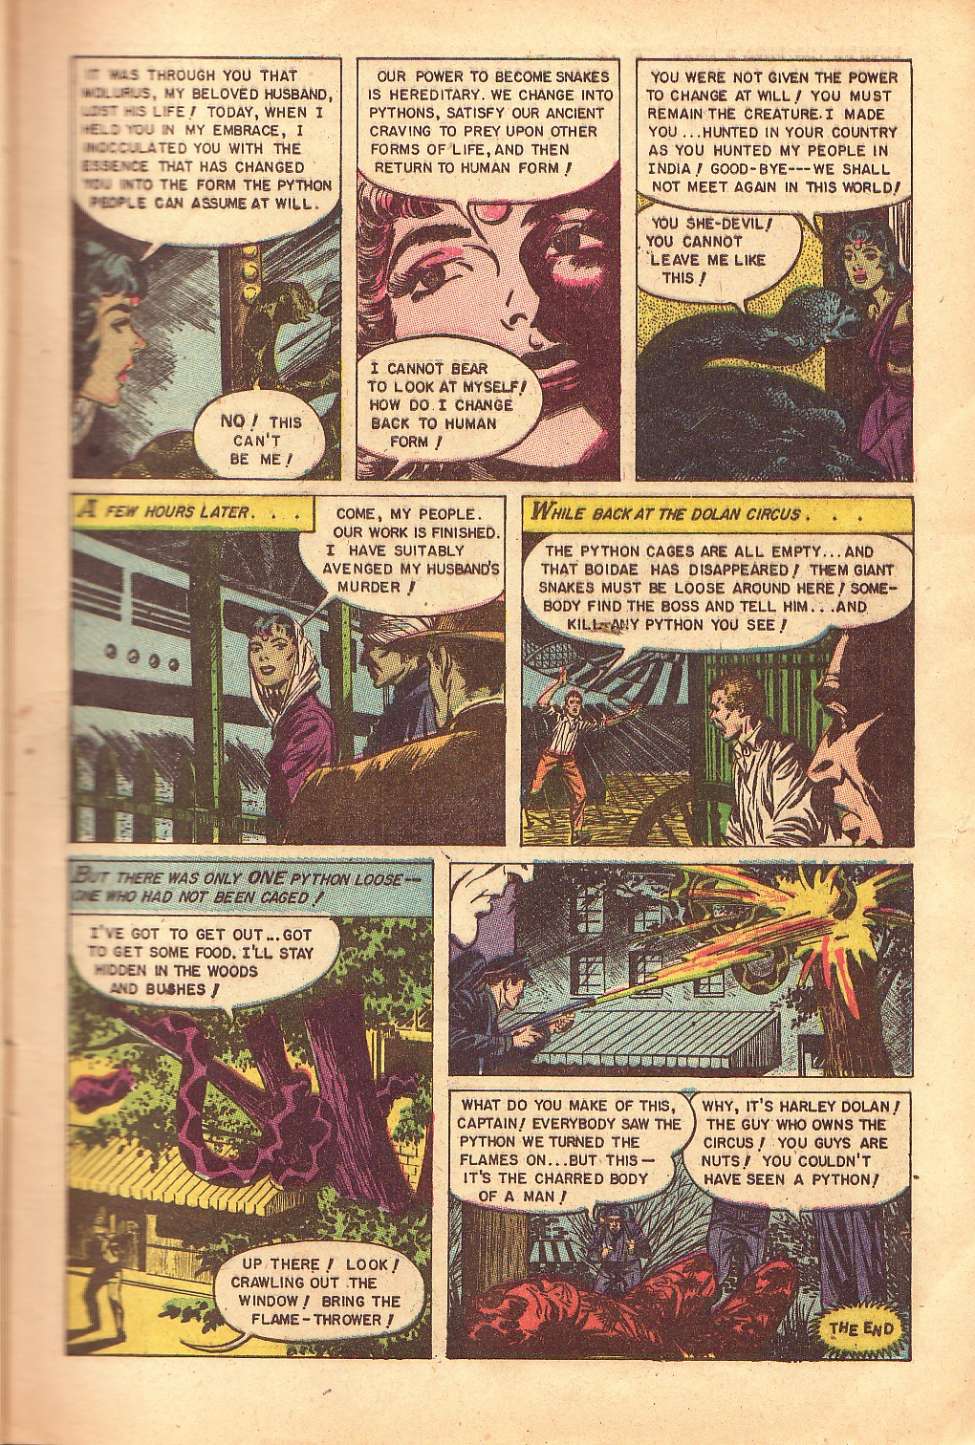 IT WAS THROUGH YOU THAT
MOLURUS, MY BELOVED HUSBAND,
LOST HIS LIFE! TODAY, WHEN I
HELD YOU IN MY EMBRACE, I
INOCCULATED YOU WITH THE
ESSENCE THAT HAS CHANGED
YOU INTO THE FORM THE PYTHON
PEOPLE CAN ASSUME AT WILL.
NO! THIS
CAN'T
BE ME!
OUR POWER TO BECOME SNAKES
IS HEREDITARY. WE CHANGE INTO
PYTHONS, SATISFY OUR ANCIENT
CRAVING TO PREY UPON OTHER
FORMS OF LIFE, AND THEN
RETURN TO HUMAN FORM!
I CANNOT BEAR
TO LOOK AT MYSELF!
HOW DO I CHANGE
BACK TO HUMAN
FORM!
YOU WERE NOT GIVEN THE POWER
TO CHANGE AT WILL! YOU MUST
REMAIN THE CREATURE I MADE
YOU...HUNTED IN YOUR COUNTRY
AS YOU HUNTED MY PEOPLE IN
INDIA! GOOD-BYE---WE SHALL
NOT MEET AGAIN IN THIS WORLD!
YOU SHE-DEVIL!
YOU CANNOT
LEAVE ME LIKE
THIS!
A FEW HOURS LATER. . . .
COME, MY PEOPLE.
OUR WORK IS FINISHED.
I HAVE SUITABLY
AVENGED MY HUSBAND'S
MURDER!
WHILE BACK AT THE DOLAN CIRCUS. . . .
THE PYTHON CAGES ARE ALL EMPTY...AND
THAT BOIDAE HAS DISAPPEARED! THEM GIANT
SNAKES MUST BE LOOSE AROUND HERE! SOME-
BODY FIND THE BOSS AND TELL HIM...AND
KILL ANY PYTHON YOU SEE!
BUT THERE WAS ONLY ONE PYTHON LOOSE--
ONE WHO HAD NOT BEEN CAGED!
I'VE GOT TO GET OUT...GOT
TO GET SOME FOOD. I'LL STAY
HIDDEN IN THE WOODS
AND BUSHES!
UP THERE! LOOK!
CRAWLING OUT THE
WINDOW! BRING THE
FLAME-THROWER!
WHAT DO YOU MAKE OF THIS,
CAPTAIN! EVERYBODY SAW THE
PYTHON WE TURNED THE
FLAMES ON...BUT THIS—
IT'S THE CHARRED BODY
OF A MAN!
WHY, IT'S HARLEY DOLAN!
THE GUY WHO OWNS THE
CIRCUS! YOU GUYS ARE
NUTS! YOU COULDN'T
HAVE SEEN A PYTHON!
THE END